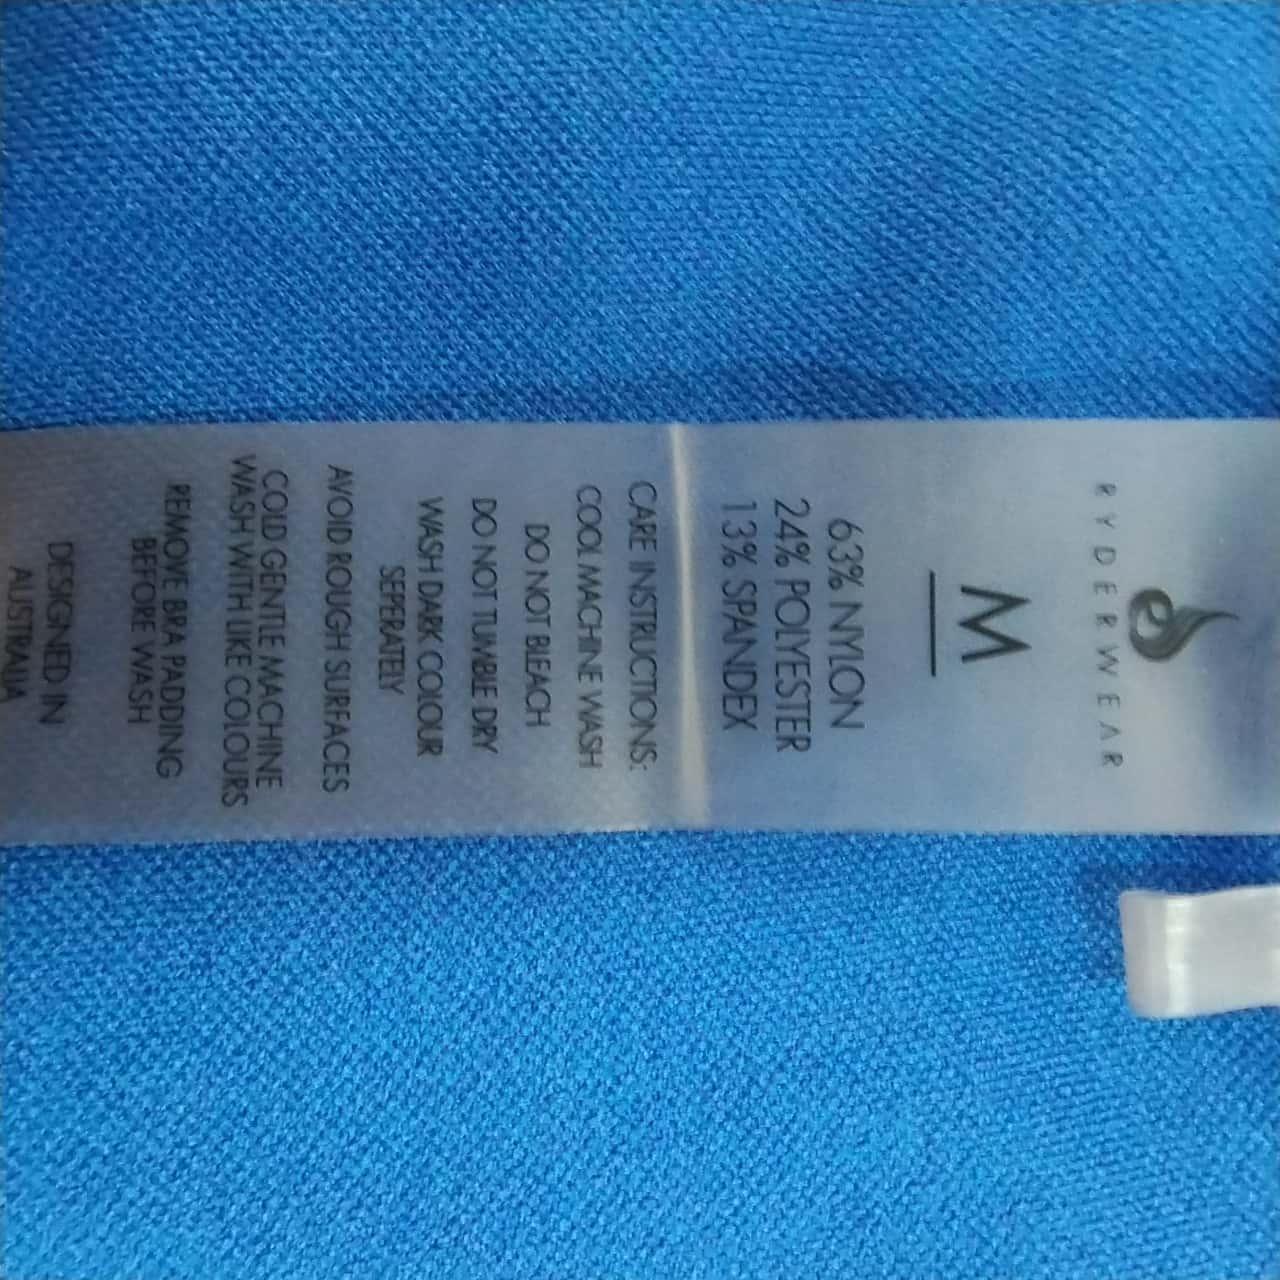 RYDERWEAR
M
63% NYLON
24% POLYESTER
13% SPANDEX
CARE INSTRUCTIONS:
COOL MACHINE WASH
DO NOT BLEACH
DO NOT TUMBLE DRY
WASH DARK COLOUR
SEPERATELY
AVOID ROUGH SURFACES
COLD GENTLE MACHINE
WASH WITH LIKE COLOURS
REMOVE BRA PADDING
BEFORE WASH
DESIGNED IN
AUSTRALIA